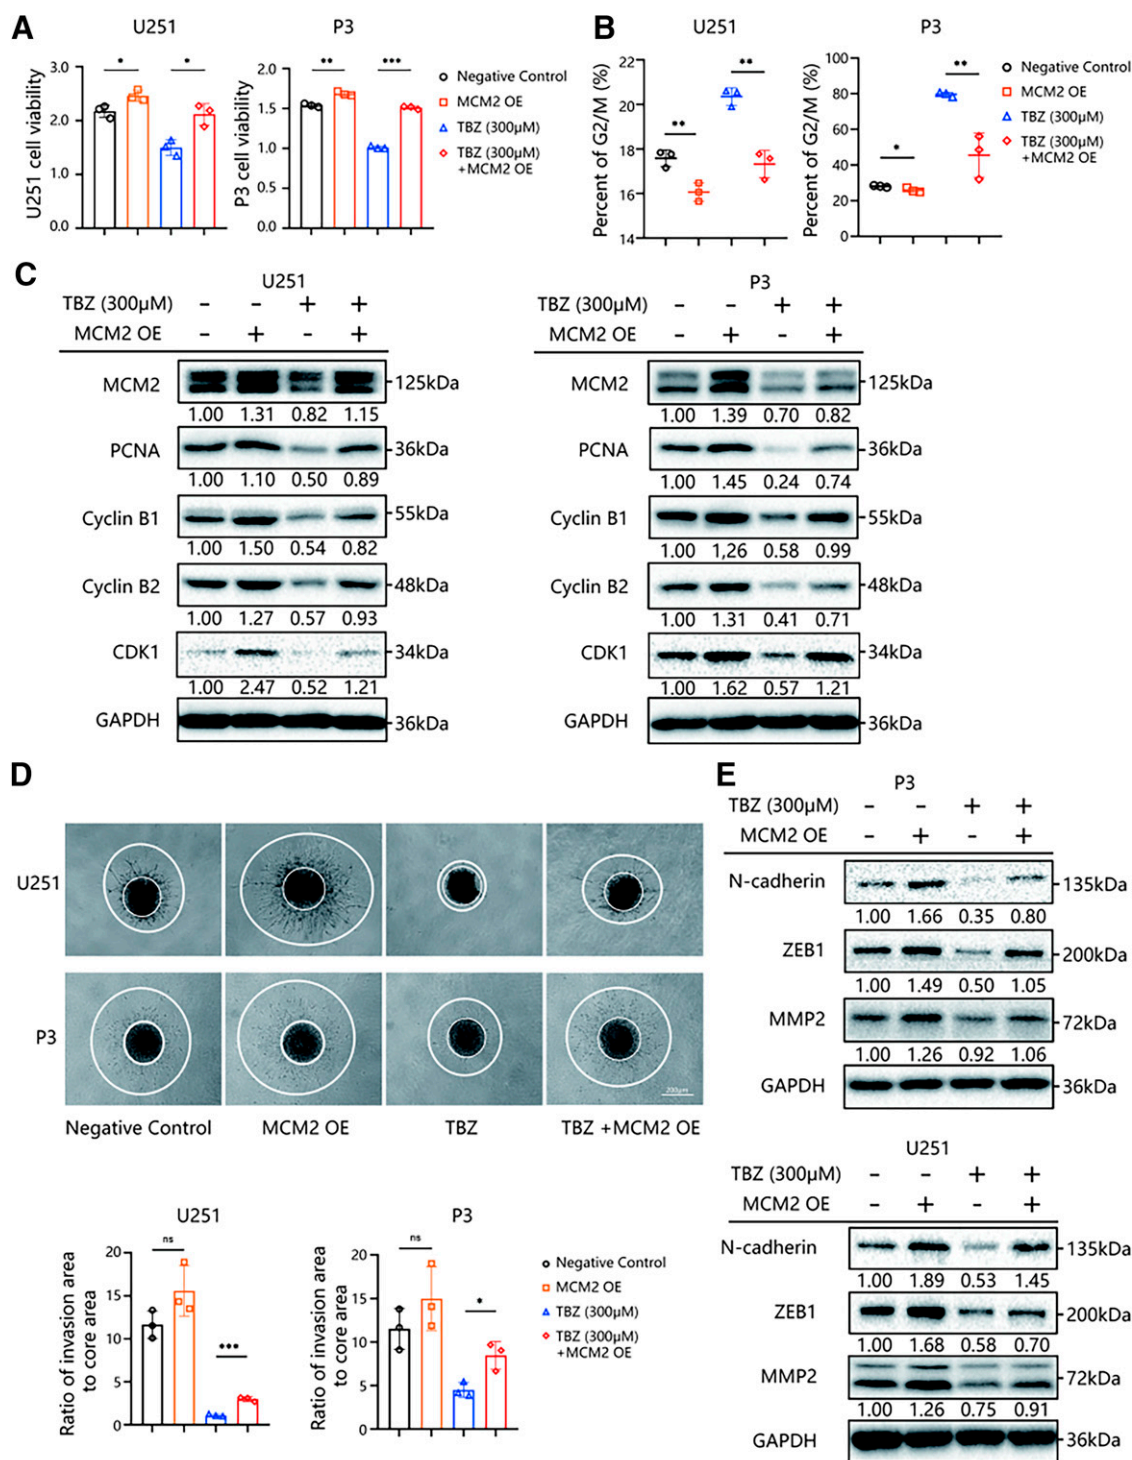 A
U251
P3
U251 cell viability
3.0
2.0
1.0
0.0
*
*
P3 cell viability
2.0
1.5
1.0
0.5
0.0
**
***
Negative Control
MCM2 OE
TBZ (300μM)
TBZ (300μM)
+MCM2 OE
B
U251
P3
Percent of G2/M (%)
22
20
18
16
14
**
**
Percent of G2/M (%)
100
80
60
40
20
0
*
**
Negative Control
MCM2 OE
TBZ (300μM)
TBZ (300μM)
+MCM2 OE
C
U251
TBZ (300μM) - - + +
MCM2 OE - + - +
MCM2 125kDa
1.00 1.31 0.82 1.15
PCNA 36kDa
1.00 1.10 0.50 0.89
Cyclin B1 55kDa
1.00 1.50 0.54 0.82
Cyclin B2 48kDa
1.00 1.27 0.57 0.93
CDK1 34kDa
1.00 2.47 0.52 1.21
GAPDH 36kDa
P3
TBZ (300μM) - - + +
MCM2 OE - + - +
MCM2 125kDa
1.00 1.39 0.70 0.82
PCNA 36kDa
1.00 1.45 0.24 0.74
Cyclin B1 55kDa
1.00 1,26 0.58 0.99
Cyclin B2 48kDa
1.00 1.31 0.41 0.71
CDK1 34kDa
1.00 1.62 0.57 1.21
GAPDH 36kDa
D
U251
P3
200μm
Negative Control MCM2 OE TBZ TBZ +MCM2 OE
U251
Ratio of invasion area
to core area
20
15
10
5
0
ns
***
P3
Ratio of invasion area
to core area
20
15
10
5
0
ns
*
Negative Control
MCM2 OE
TBZ (300μM)
TBZ (300μM)
+MCM2 OE
E
P3
TBZ (300μM) - - + +
MCM2 OE - + - +
N-cadherin 135kDa
1.00 1.66 0.35 0.80
ZEB1 200kDa
1.00 1.49 0.50 1.05
MMP2 72kDa
1.00 1.26 0.92 1.06
GAPDH 36kDa
U251
TBZ (300μM) - - + +
MCM2 OE - + - +
N-cadherin 135kDa
1.00 1.89 0.53 1.45
ZEB1 200kDa
1.00 1.68 0.58 0.70
MMP2 72kDa
1.00 1.26 0.75 0.91
GAPDH 36kDa